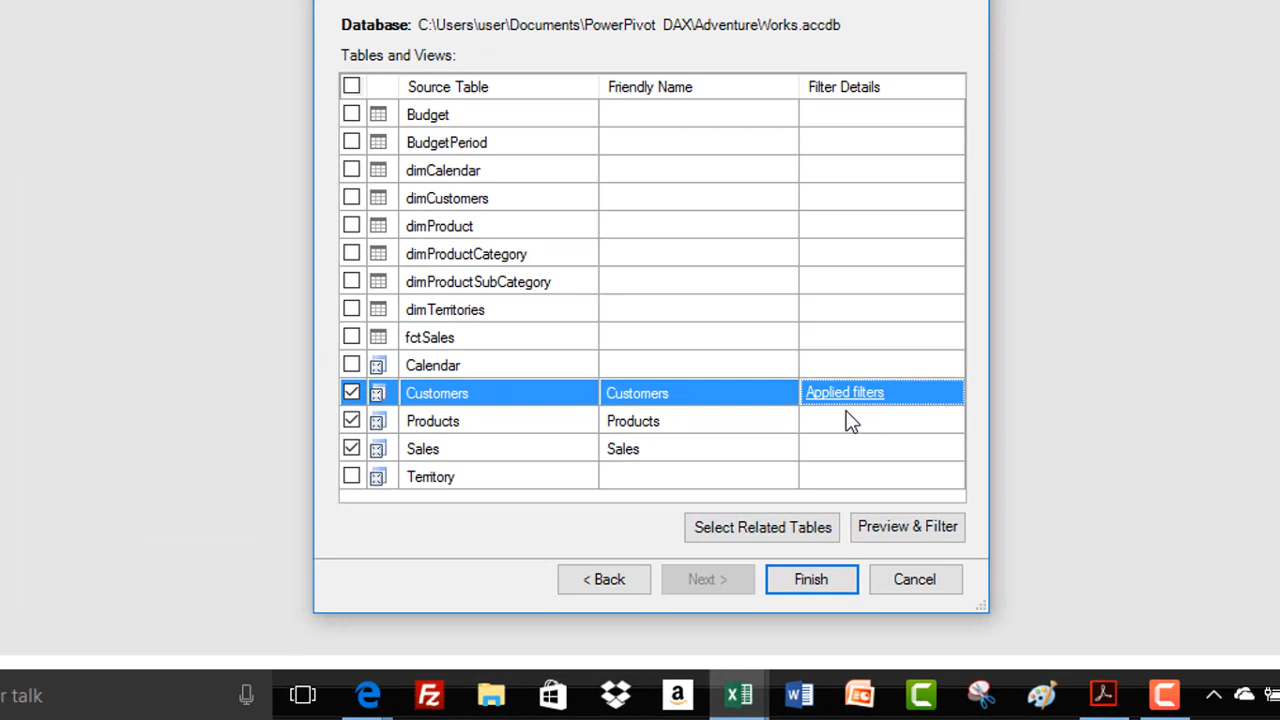 Database: C:\Users\user\Documents\PowerPivot DAX\AdventureWorks.accdb
Tables and Views:
Source Table Friendly Name Filter Details
Budget
BudgetPeriod
dimCalendar
dimCustomers
dimProduct
dimProductCategory
dimProductSubCategory
dimTerritories
fctSales
Calendar
Customers Customers Applied filters
Products Products
Sales Sales
Territory
Select Related Tables Preview & Filter
< Back Next > Finish Cancel
r talk